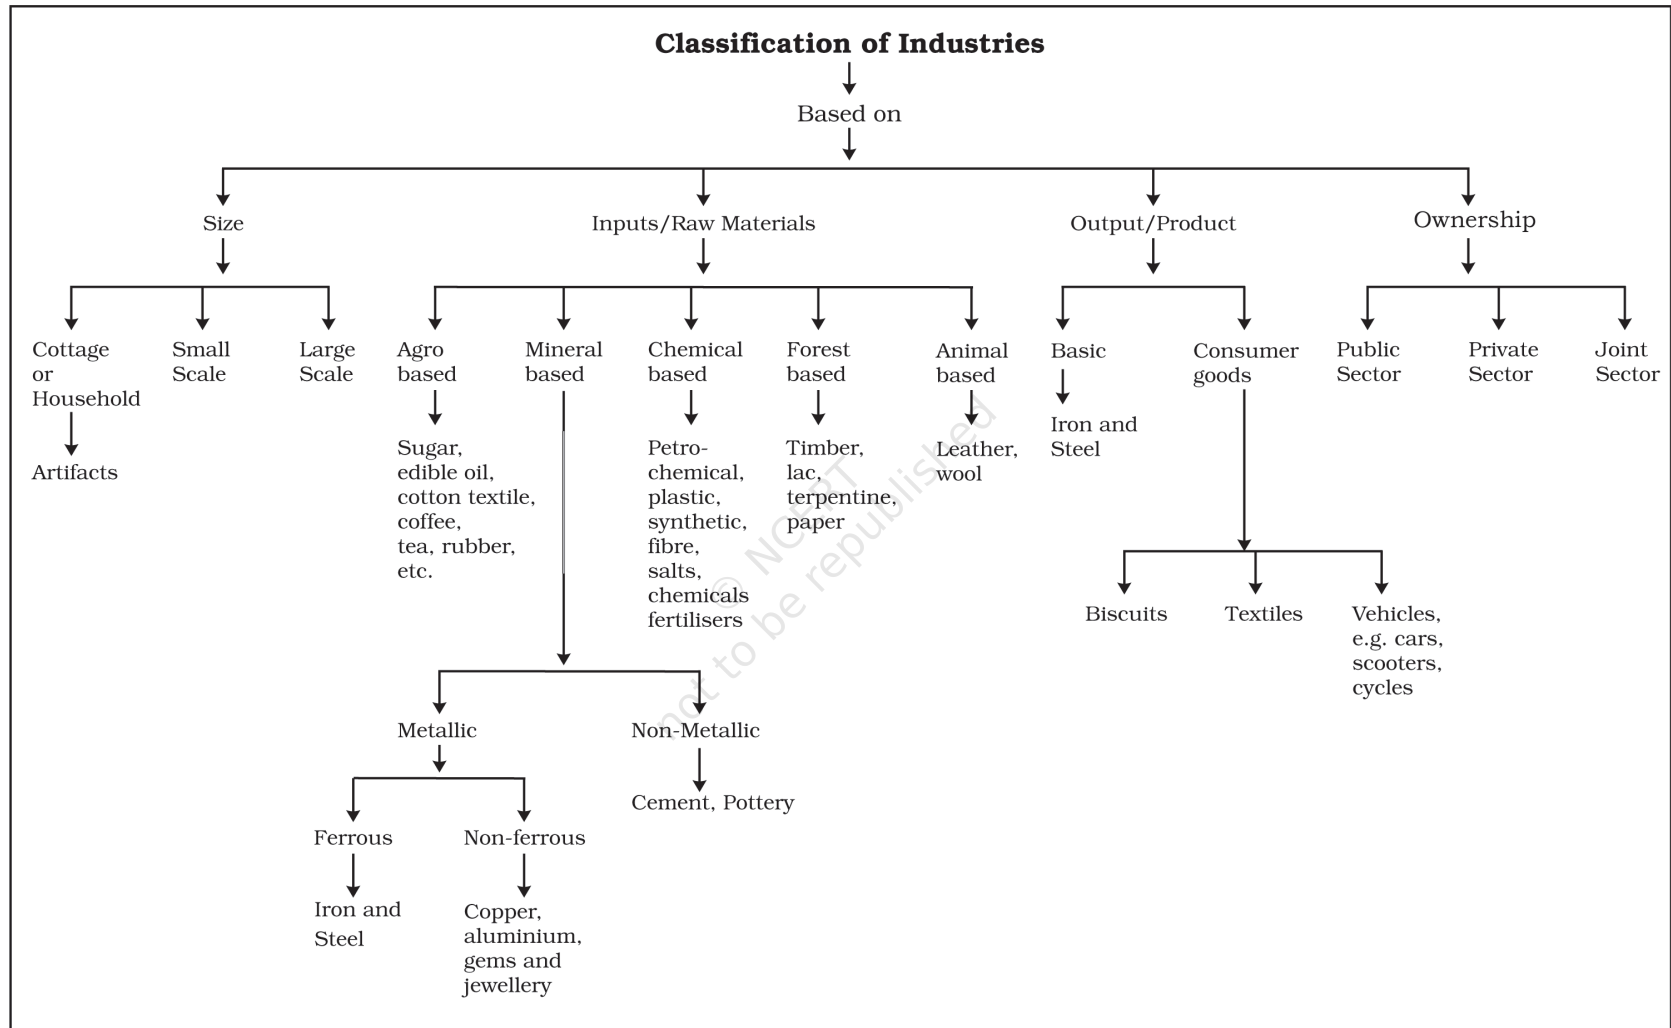 Classification of Industries
Based on
Size
Inputs/Raw Materials
Output/Product
Ownership
Cottage
or
Household
Small
Scale
Large
Scale
Agro
based
Mineral
based
Chemical
based
Forest
based
Animal
based
Basic
Consumer
goods
Public
Sector
Private
Sector
Joint
Sector
Artifacts
Sugar,
edible oil,
cotton textile,
coffee,
tea, rubber,
etc.
Petro-
chemical,
plastic,
synthetic,
fibre,
salts,
chemicals
fertilisers
Timber,
lac,
terpentine,
paper
Leather,
wool
Iron and
Steel
Biscuits
Textiles
Vehicles,
e.g. cars,
scooters,
cycles
Metallic
Non-Metallic
Cement, Pottery
Ferrous
Non-ferrous
Iron and
Steel
Copper,
aluminium,
gems and
jewellery
© NCERT
not to be republished